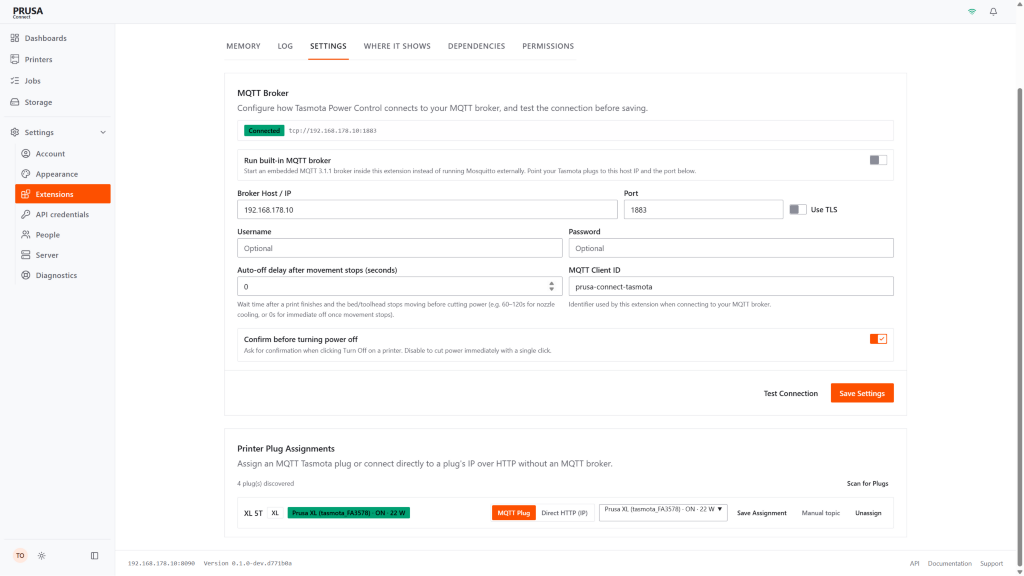 PRUSA
Connect
Dashboards
Printers
Jobs
Storage
Settings
Account
Appearance
Extensions
API credentials
People
Server
Diagnostics
TO
MEMORY LOG SETTINGS WHERE IT SHOWS DEPENDENCIES PERMISSIONS
MQTT Broker
Configure how Tasmota Power Control connects to your MQTT broker, and test the connection before saving.
Connected tcp://192.168.178.10:1883
Run built-in MQTT broker
Start an embedded MQTT 3.1.1 broker inside this extension instead of running Mosquitto externally. Point your Tasmota plugs to this host IP and the port below.
Broker Host / IP Port
192.168.178.10 1883 Use TLS
Username Password
Optional Optional
Auto-off delay after movement stops (seconds) MQTT Client ID
0 prusa-connect-tasmota
Wait time after a print finishes and the bed/toolhead stops moving before cutting power (e.g. 60–120s for nozzle
cooling, or 0s for immediate off once movement stops).
Identifier used by this extension when connecting to your MQTT broker.
Confirm before turning power off
Ask for confirmation when clicking Turn Off on a printer. Disable to cut power immediately with a single click.
Test Connection Save Settings
Printer Plug Assignments
Assign an MQTT Tasmota plug or connect directly to a plug's IP over HTTP without an MQTT broker.
4 plug(s) discovered Scan for Plugs
XL 5T XL Prusa XL (tasmota_FA3578) · ON · 22 W MQTT Plug Direct HTTP (IP) Prusa XL (tasmota_FA3578) · ON · 22 W Save Assignment Manual topic Unassign
192.168.178.10:8090 Version 0.1.0-dev.d771b0a API Documentation Support